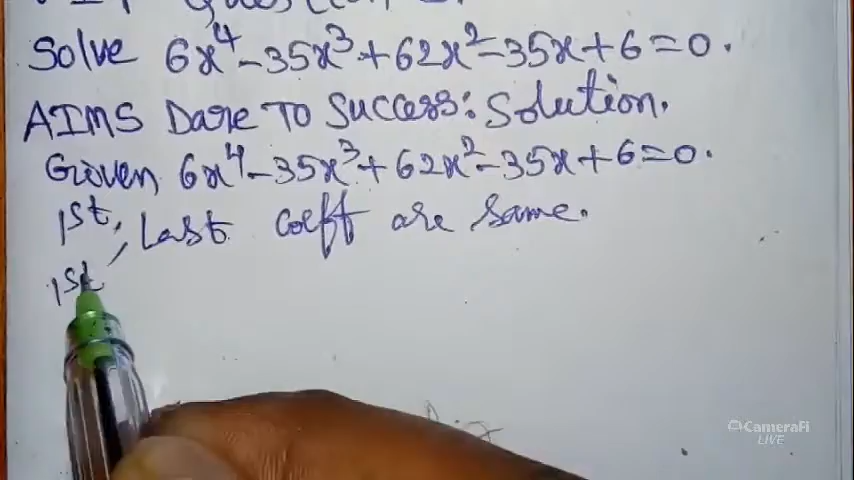 Question
Solve 6x⁴-35x³+62x²-35x+6=0.
AIMS Dare To Success: Solution.
Given 6x⁴-35x³+62x²-35x+6=0.
1st, Last coeff are same.
1st
CameraFi
LIVE